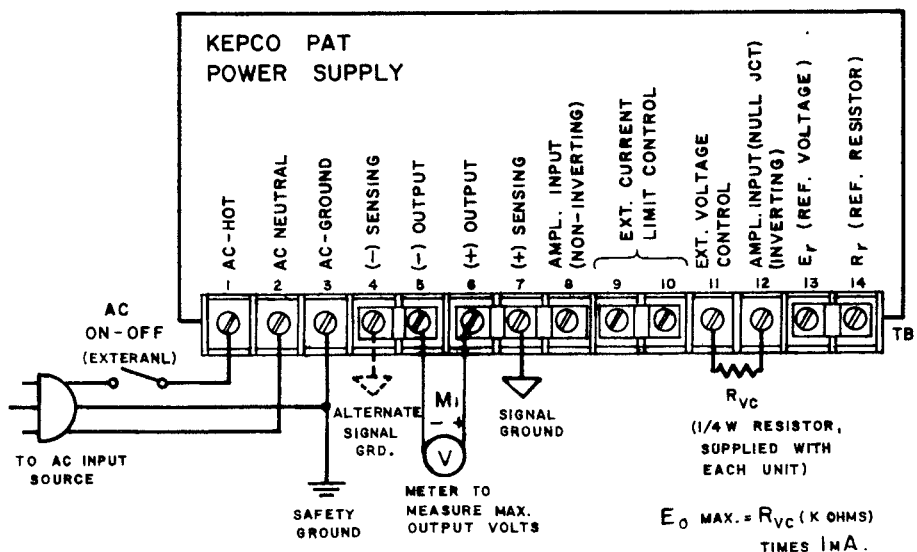 KEPCO PAT
POWER SUPPLY
AC-HOT
AC NEUTRAL
AC-GROUND
(-) SENSING
(-) OUTPUT
(+) OUTPUT
(+) SENSING
AMPL. INPUT
(NON-INVERTING)
EXT. CURRENT
LIMIT CONTROL
EXT. VOLTAGE
CONTROL
AMPL. INPUT (NULL JCT)
(INVERTING)
Er (REF. VOLTAGE)
Rr (REF. RESISTOR)
1 2 3 4 5 6 7 8 9 10 11 12 13 14
TB
AC
ON-OFF
(EXTERANL)
TO AC INPUT
SOURCE
SAFETY
GROUND
ALTERNATE
SIGNAL
GRD.
M1
- +
V
METER TO
MEASURE MAX.
OUTPUT VOLTS
SIGNAL
GROUND
RVC
(1/4 W RESISTOR,
SUPPLIED WITH
EACH UNIT)
EO MAX. = RVC (K OHMS)
TIMES 1MA.